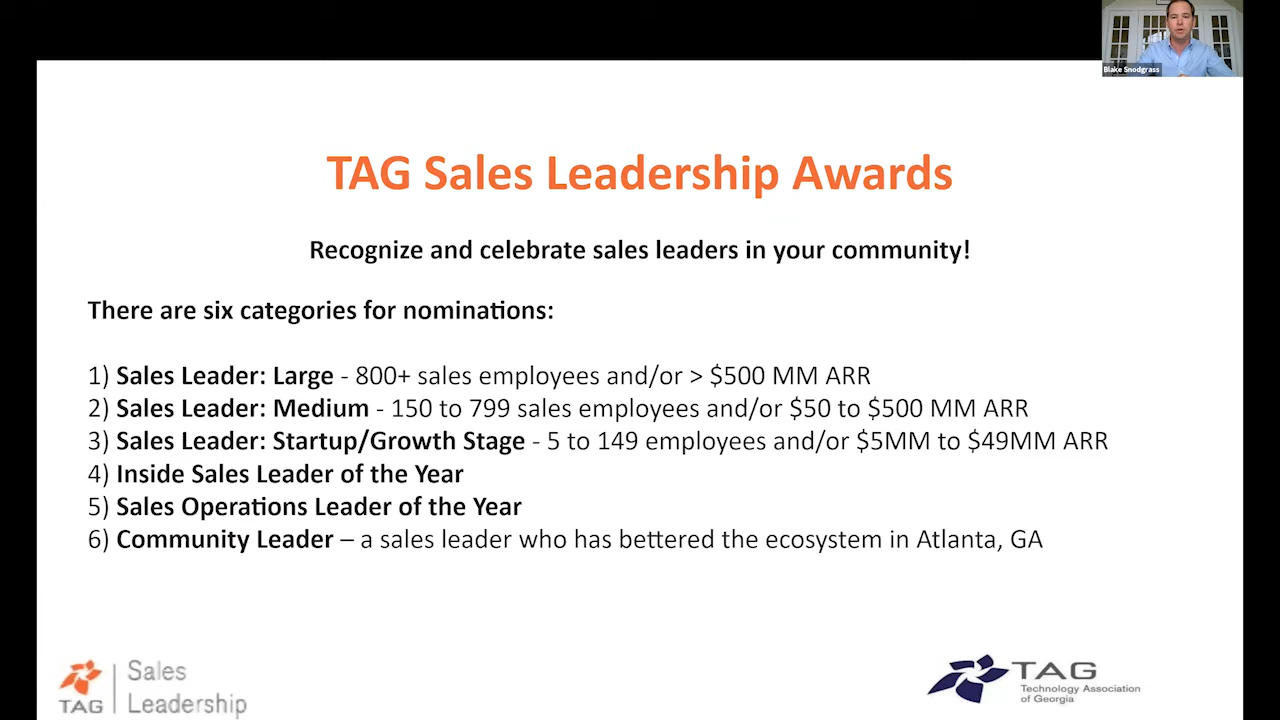 Blake Snodgrass
TAG Sales Leadership Awards
Recognize and celebrate sales leaders in your community!
There are six categories for nominations:
1) Sales Leader: Large - 800+ sales employees and/or > $500 MM ARR
2) Sales Leader: Medium - 150 to 799 sales employees and/or $50 to $500 MM ARR
3) Sales Leader: Startup/Growth Stage - 5 to 149 employees and/or $5MM to $49MM ARR
4) Inside Sales Leader of the Year
5) Sales Operations Leader of the Year
6) Community Leader – a sales leader who has bettered the ecosystem in Atlanta, GA
TAG
Sales
Leadership
TAG
Technology Association
of Georgia